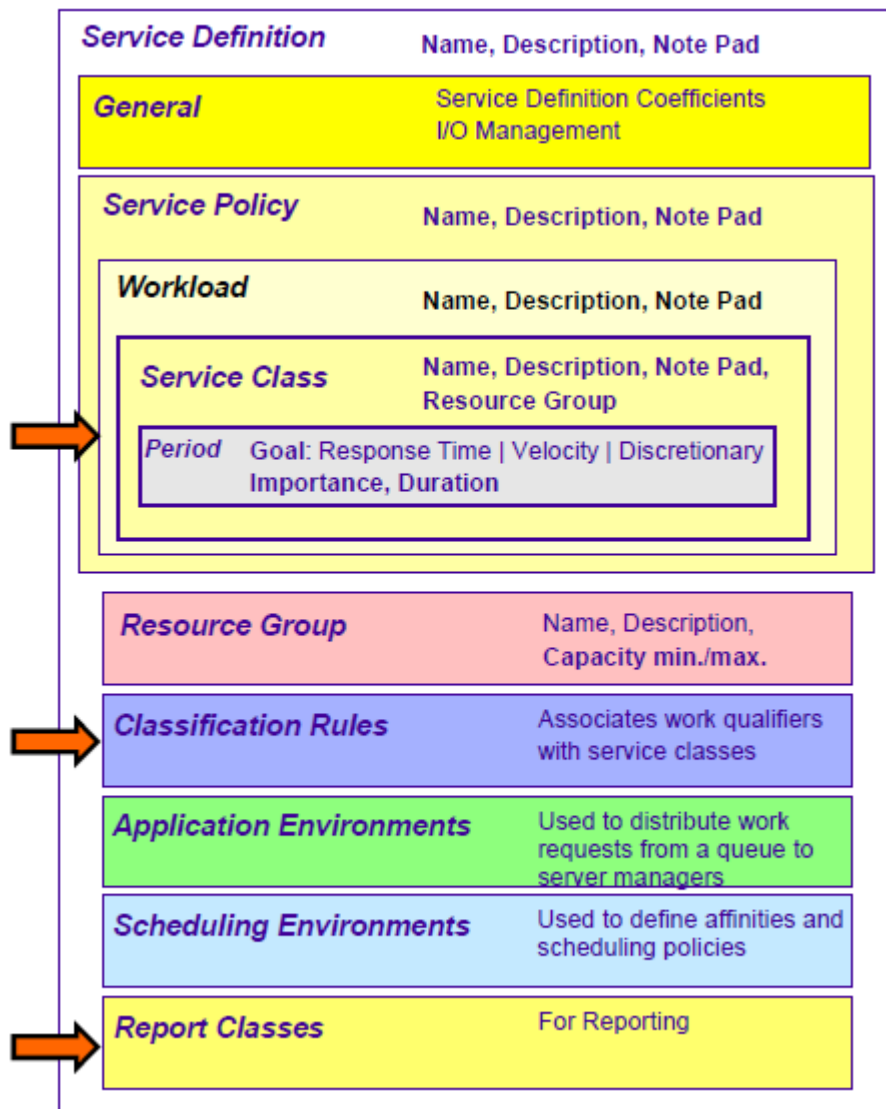 Service Definition
Name, Description, Note Pad
General
Service Definition Coefficients
I/O Management
Service Policy
Name, Description, Note Pad
Workload
Name, Description, Note Pad
Service Class
Name, Description, Note Pad,
Resource Group
Period
Goal: Response Time | Velocity | Discretionary
Importance, Duration
Resource Group
Name, Description,
Capacity min./max.
Classification Rules
Associates work qualifiers
with service classes
Application Environments
Used to distribute work
requests from a queue to
server managers
Scheduling Environments
Used to define affinities and
scheduling policies
Report Classes
For Reporting